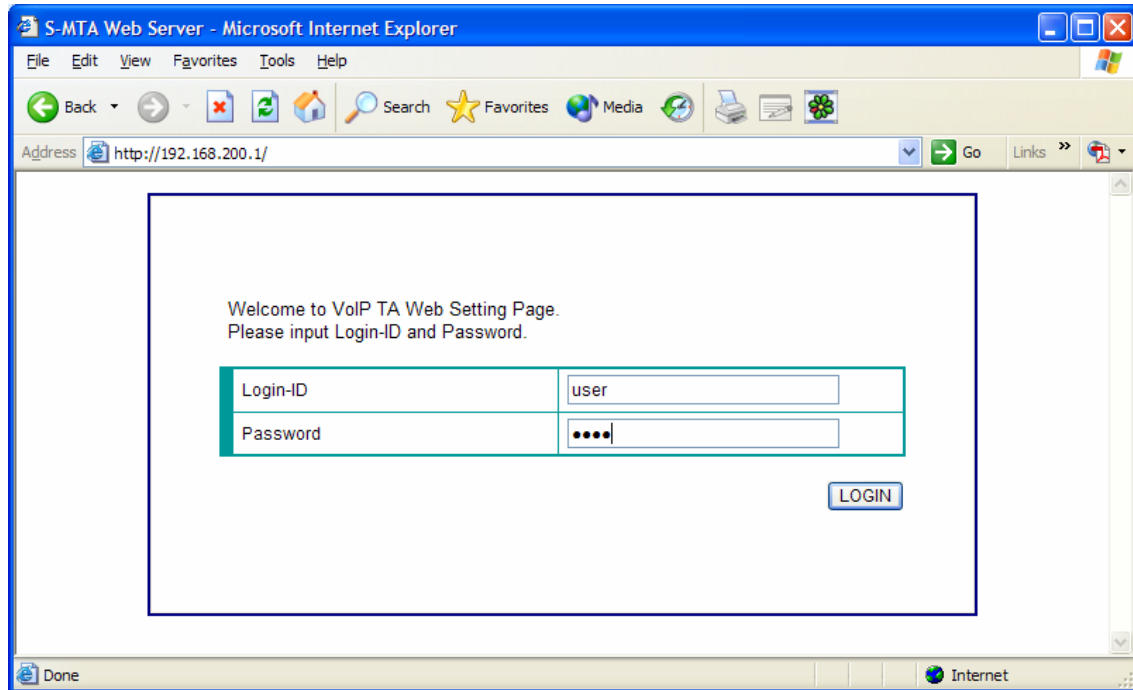 S-MTA Web Server - Microsoft Internet Explorer
File Edit View Favorites Tools Help
Back Search Favorites Media
Address http://192.168.200.1/ Go Links »
Welcome to VoIP TA Web Setting Page.
Please input Login-ID and Password.
Login-ID user
Password ••••
LOGIN
Done Internet